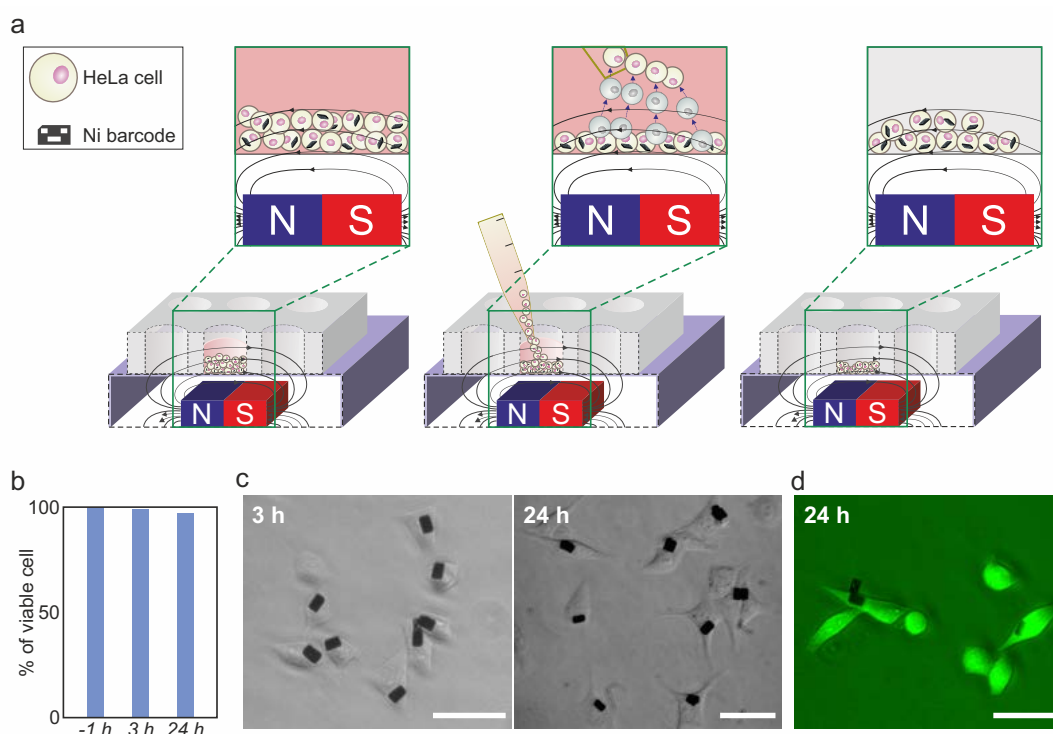 a
HeLa cell
Ni barcode
N S
N S
N S
N S
N S
N S
b
100
50
0
% of viable cell
-1 h 3 h 24 h
c
3 h
24 h
d
24 h